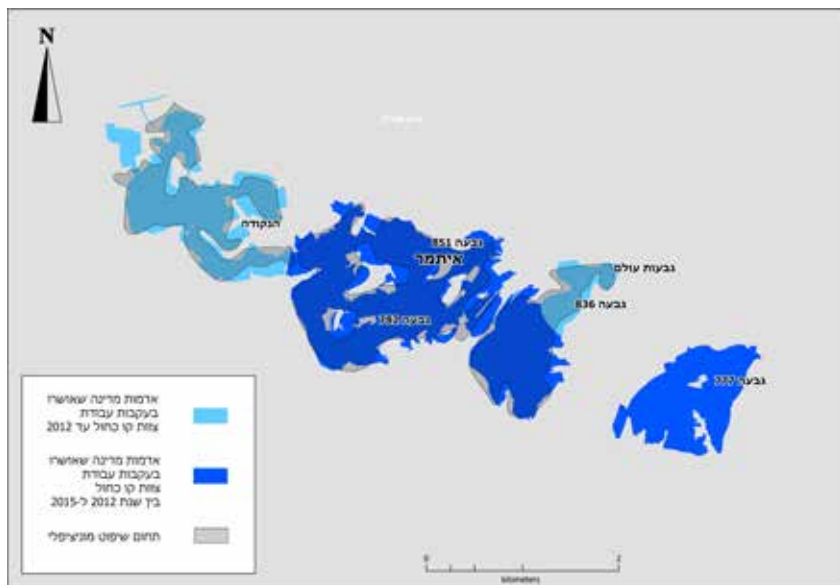 N
הנקודה
גבעה 851
איתמר
גבעה 782
גבעות עולם
גבעה 836
גבעה 777
אדמות מדינה שאושרו
בעקבות עבודת
צוות קו כחול עד 2012
אדמות מדינה שאושרו
בעקבות עבודת
צוות קו כחול
בין שנת 2012 ל-2015
תחום שיפוט מוניציפלי
0 2
kilometers